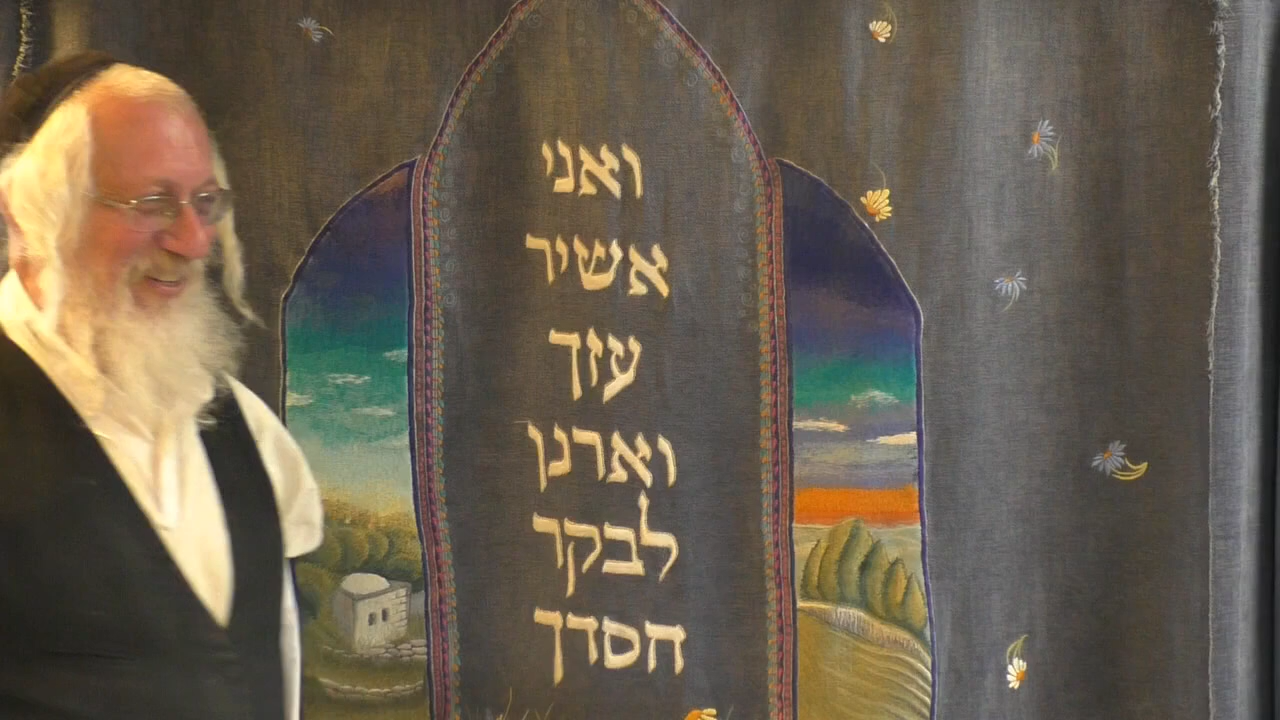 ואני
אשיר
עזך
וארנן
לבקר
חסדך